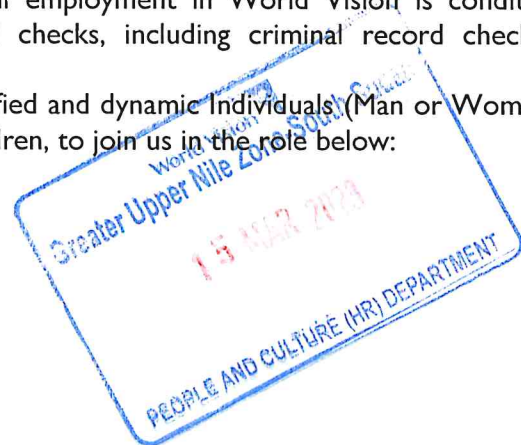 l employment in World Vision is condit
checks, including criminal record chec
fied and dynamic Individuals (Man or Wom
dren, to join us in the role below:
World Vision
Greater Upper Nile Zone-South Sudan
15 MAR 2023
PEOPLE AND CULTURE (HR) DEPARTMENT